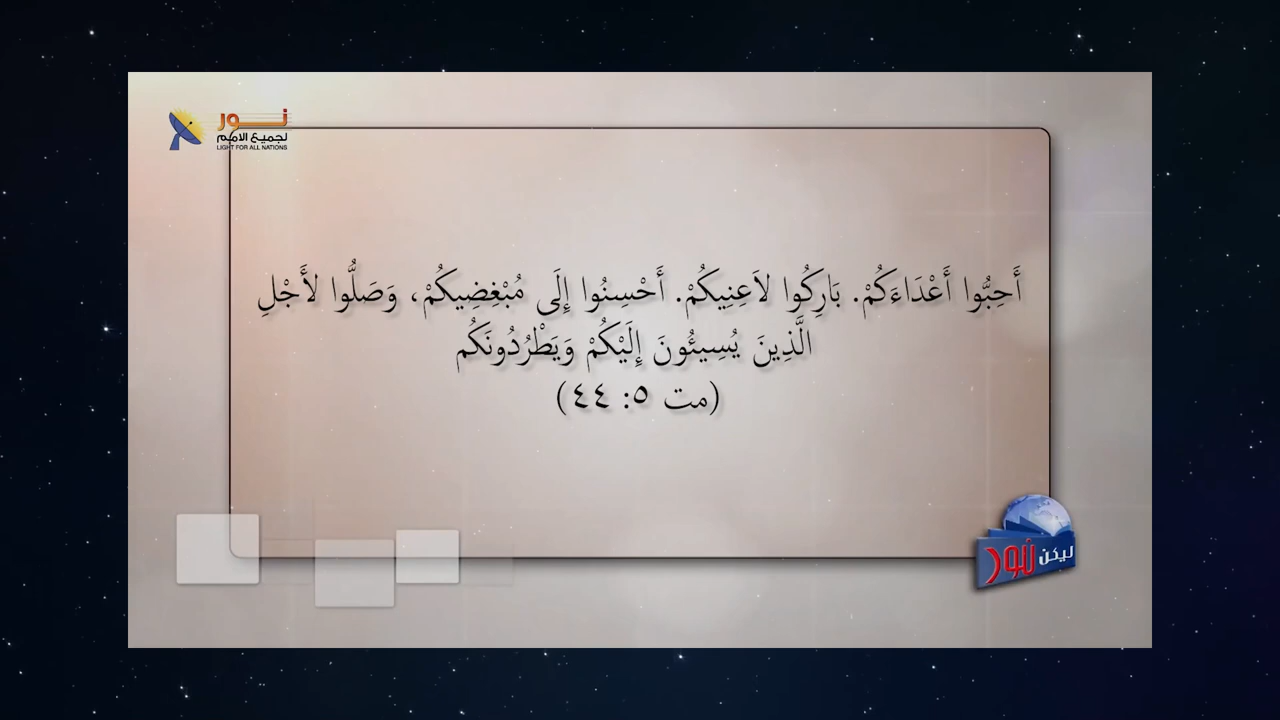 نور
لجميع الامم
LIGHT FOR ALL NATIONS
أَحِبُّوا أَعْدَاءَكُمْ. بَارِكُوا لاَعِنِيكُمْ. أَحْسِنُوا إِلَى مُبْغِضِيكُمْ، وَصَلُّوا لأَجْلِ
الَّذِينَ يُسِيئُونَ إِلَيْكُمْ وَيَطْرُدُونَكُم
(مت ٥: ٤٤)
ليكن نور